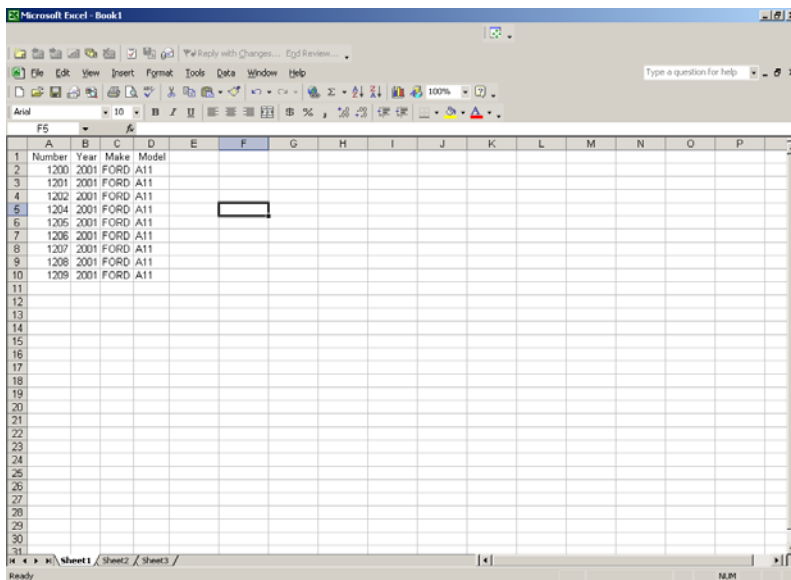 Microsoft Excel - Book1
Reply with Changes... End Review...
File Edit View Insert Format Tools Data Window Help Type a question for help
100%
Arial 10 B I U $ % ,
F5 fx
A B C D E F G H I J K L M N O P
1 Number Year Make Model
2 1200 2001 FORD A11
3 1201 2001 FORD A11
4 1202 2001 FORD A11
5 1204 2001 FORD A11
6 1205 2001 FORD A11
7 1206 2001 FORD A11
8 1207 2001 FORD A11
9 1208 2001 FORD A11
10 1209 2001 FORD A11
11
12
13
14
15
16
17
18
19
20
21
22
23
24
25
26
27
28
29
30
31
Sheet1 Sheet2 Sheet3
Ready NUM